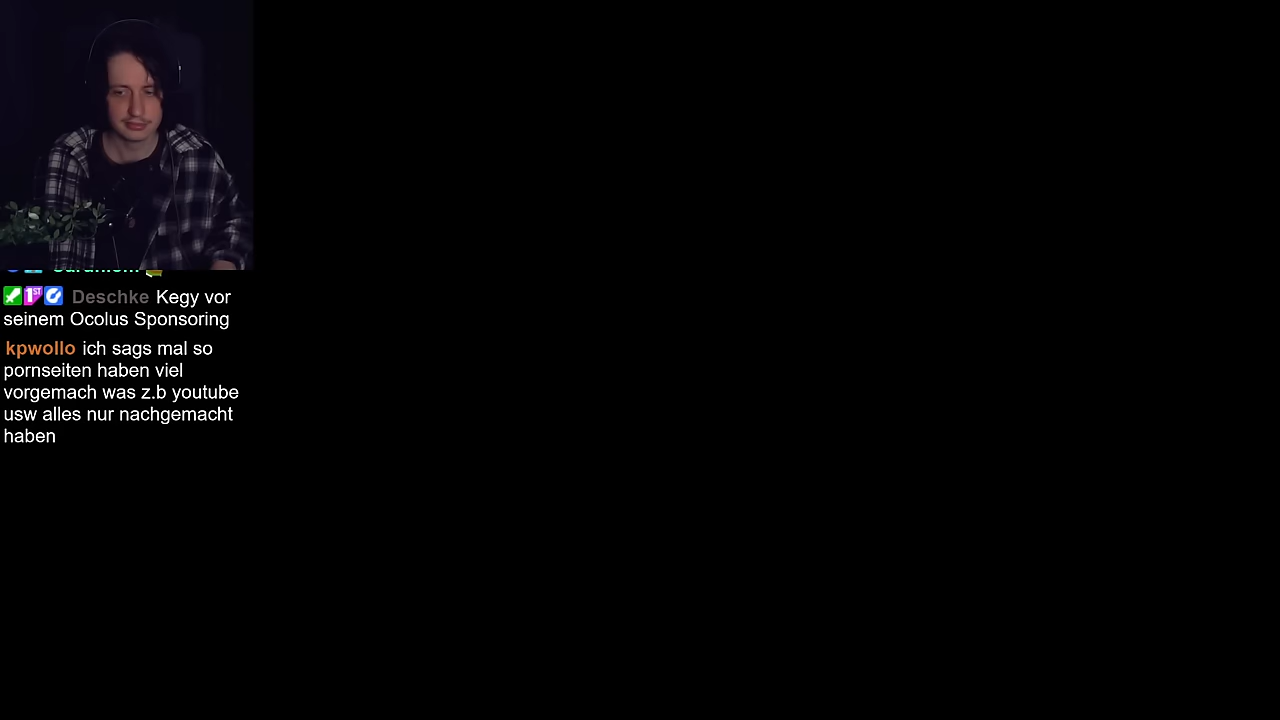 Deschke Kegy vor
seinem Ocolus Sponsoring
kpwollo ich sags mal so
pornseiten haben viel
vorgemach was z.b youtube
usw alles nur nachgemacht
haben